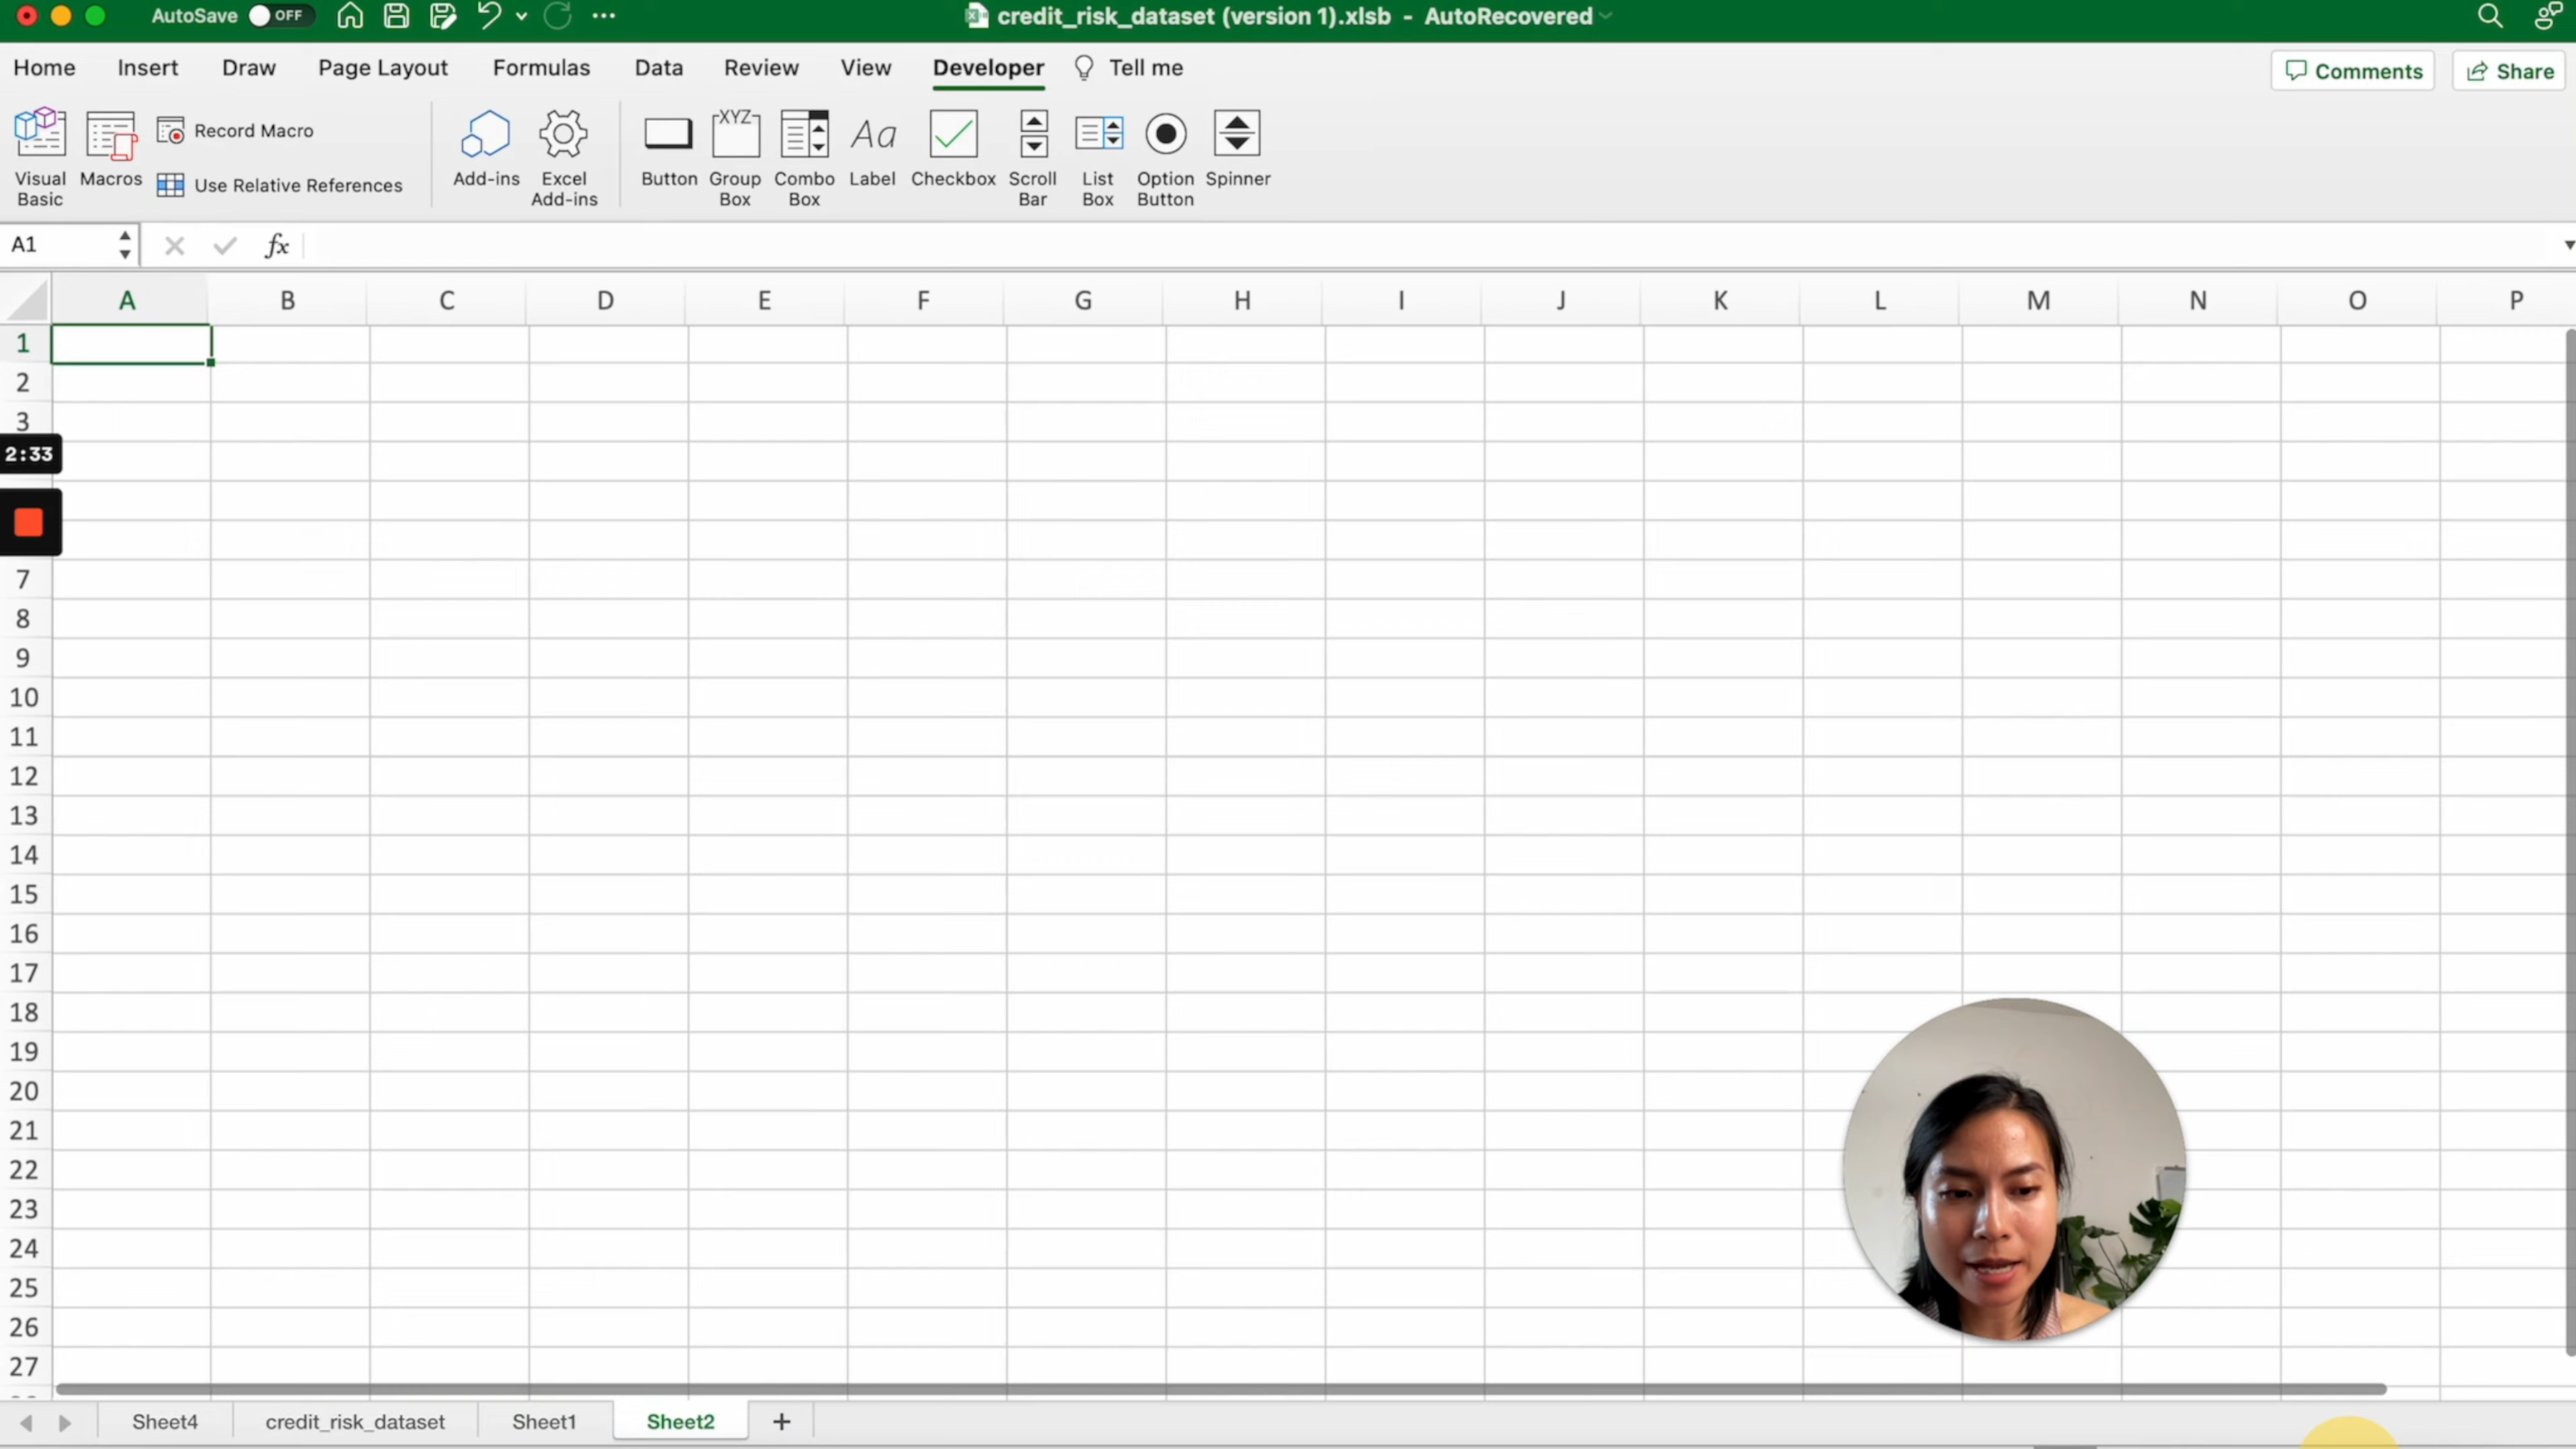 AutoSave OFF
credit_risk_dataset (version 1).xlsb - AutoRecovered
Home Insert Draw Page Layout Formulas Data Review View Developer Tell me
Comments Share
Visual Basic
Macros
Record Macro
Use Relative References
Add-ins
Excel Add-ins
Button
XYZ
Group Box
Combo Box
Aa
Label
Checkbox
Scroll Bar
List Box
Option Button
Spinner
A1
fx
A B C D E F G H I J K L M N O P
1
2
3
2:33
7
8
9
10
11
12
13
14
15
16
17
18
19
20
21
22
23
24
25
26
27
Sheet4 credit_risk_dataset Sheet1 Sheet2 +